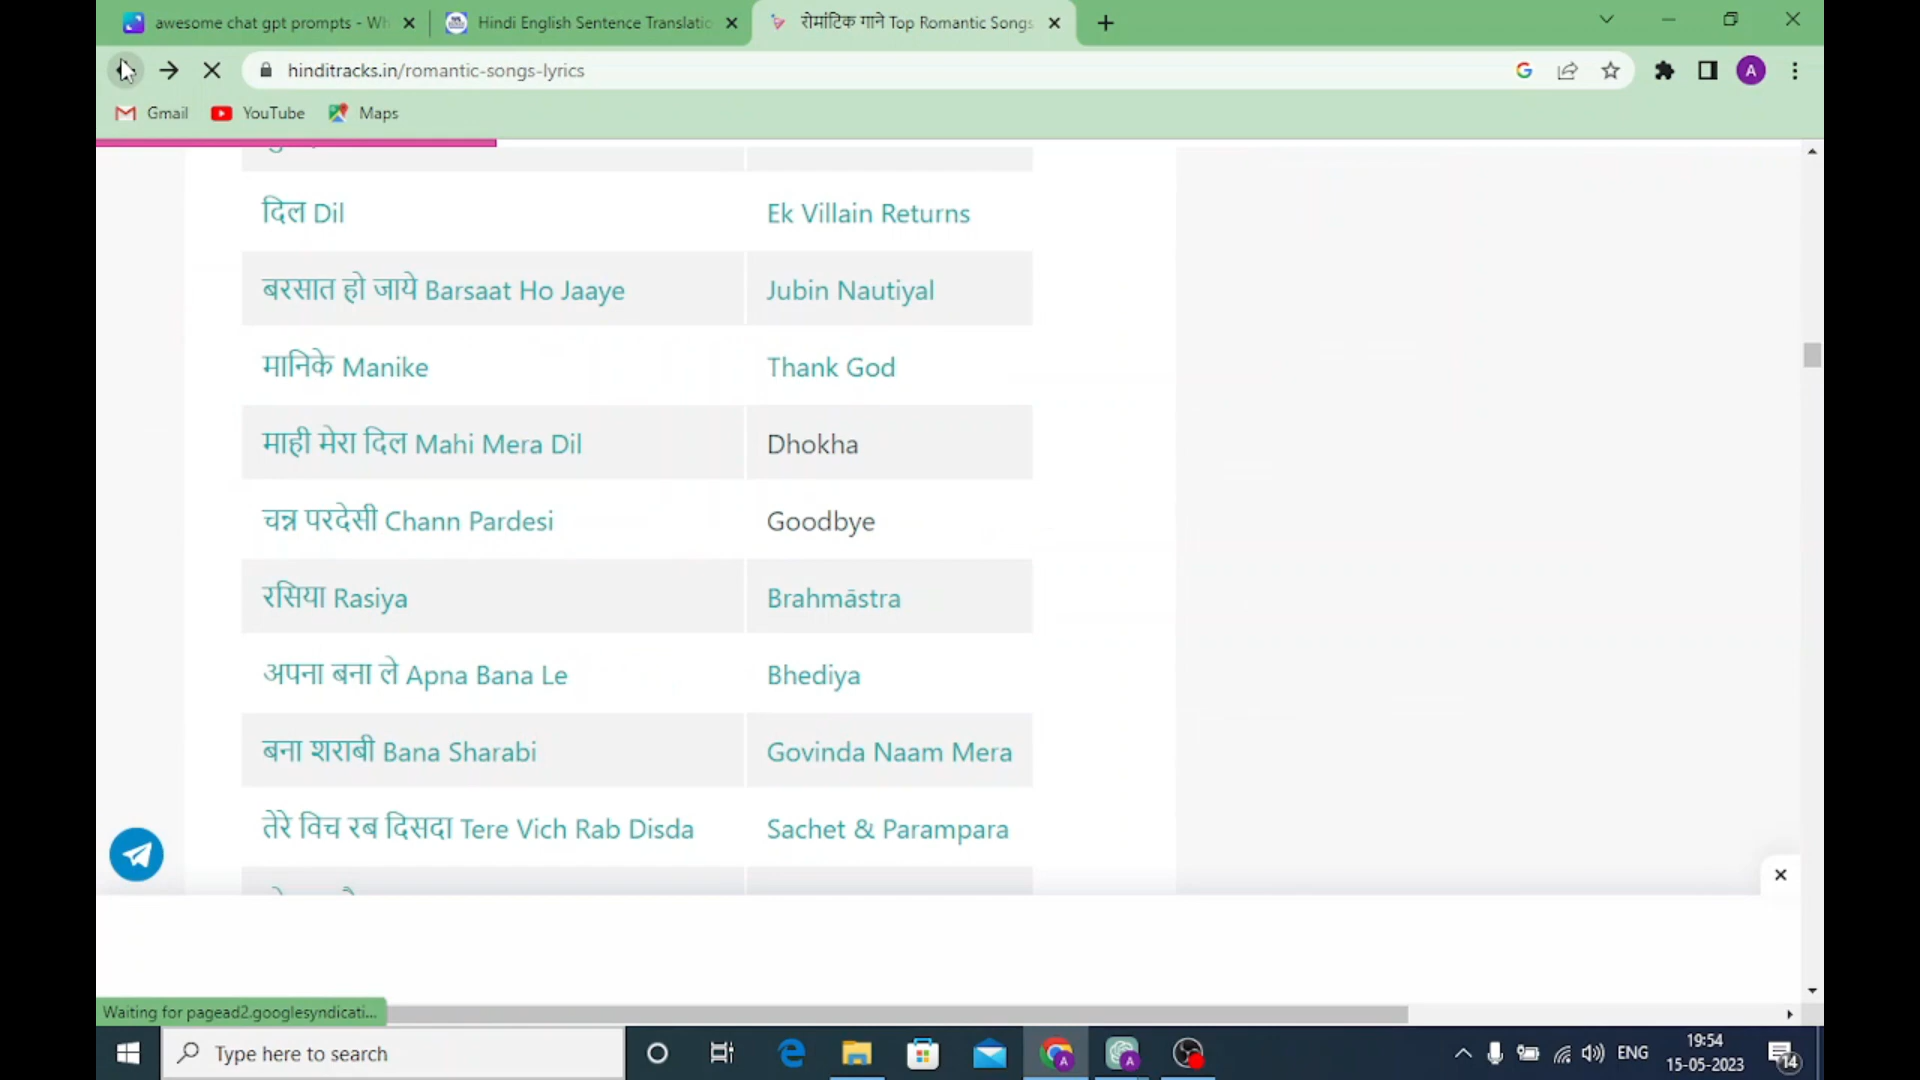 awesome chat gpt prompts - Wh
Hindi English Sentence Translatio
रोमांटिक गाने Top Romantic Songs
hinditracks.in/romantic-songs-lyrics
A
Gmail
YouTube
Maps
दिल Dil
Ek Villain Returns
बरसात हो जाये Barsaat Ho Jaaye
Jubin Nautiyal
मानिके Manike
Thank God
माही मेरा दिल Mahi Mera Dil
Dhokha
चन्न परदेसी Chann Pardesi
Goodbye
रसिया Rasiya
Brahmāstra
अपना बना ले Apna Bana Le
Bhediya
बना शराबी Bana Sharabi
Govinda Naam Mera
तेरे विच रब दिसदा Tere Vich Rab Disda
Sachet & Parampara
Waiting for pagead2.googlesyndicati...
Type here to search
ENG
19:54
15-05-2023
14